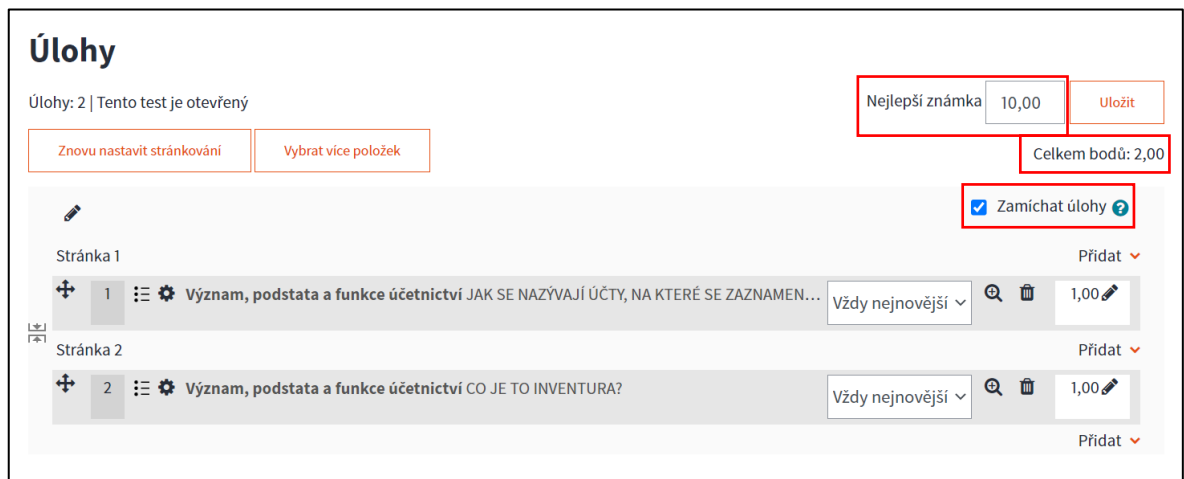 Úlohy
Úlohy: 2 | Tento test je otevřený
Nejlepší známka 10,00 Uložit
Znovu nastavit stránkování Vybrat více položek
Celkem bodů: 2,00
Zamíchat úlohy ?
Stránka 1 Přidat
1 Význam, podstata a funkce účetnictví JAK SE NAZÝVAJÍ ÚČTY, NA KTERÉ SE ZAZNAMEN... Vždy nejnovější 1,00
Stránka 2 Přidat
2 Význam, podstata a funkce účetnictví CO JE TO INVENTURA? Vždy nejnovější 1,00
Přidat